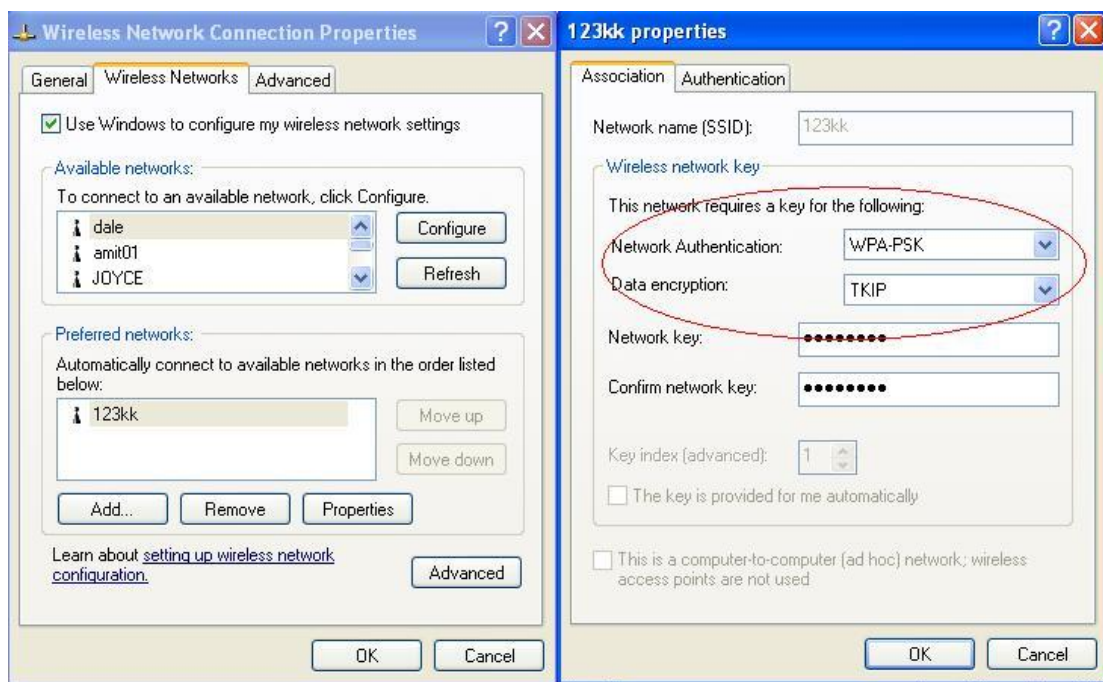 Wireless Network Connection Properties
General
Wireless Networks
Advanced
Use Windows to configure my wireless network settings
Available networks:
To connect to an available network, click Configure.
dale
amit01
JOYCE
Configure
Refresh
Preferred networks:
Automatically connect to available networks in the order listed
below:
123kk
Move up
Move down
Add...
Remove
Properties
Learn about setting up wireless network
configuration.
Advanced
OK
Cancel
123kk properties
Association
Authentication
Network name (SSID):
123kk
Wireless network key
This network requires a key for the following:
Network Authentication:
WPA-PSK
Data encryption:
TKIP
Network key:
••••••••
Confirm network key:
••••••••
Key index (advanced):
1
The key is provided for me automatically
This is a computer-to-computer (ad hoc) network; wireless
access points are not used
OK
Cancel